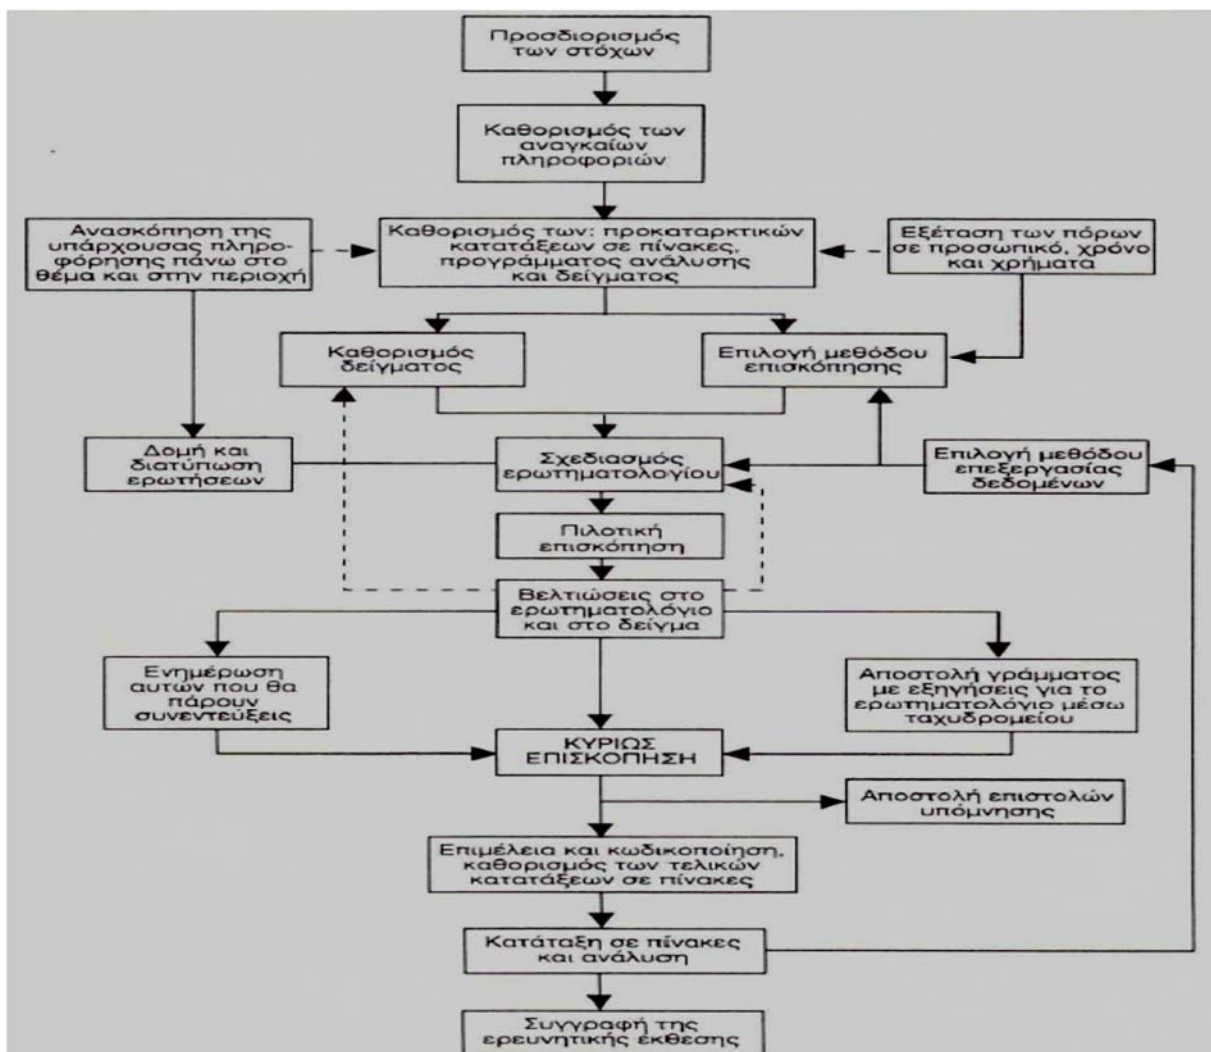 Προσδιορισμός
των στόχων
Καθορισμός των
αναγκαίων
πληροφοριών
Ανασκόπηση της
υπάρχουσας πληρο-
φόρησης πάνω στο
θέμα και στην περιοχή
Καθορισμός των: προκαταρκτικών
κατατάξεων σε πίνακες,
προγράμματος ανάλυσης
και δείγματος
Εξέταση των πόρων
σε προσωπικό, χρόνο
και χρήματα
Καθορισμός
δείγματος
Επιλογή μεθόδου
επισκόπησης
Δομή και
διατύπωση
ερωτήσεων
Σχεδιασμός
ερωτηματολογίου
Επιλογή μεθόδου
επεξεργασίας
δεδομένων
Πιλοτική
επισκόπηση
Βελτιώσεις στο
ερωτηματολόγιο
και στο δείγμα
Ενημέρωση
αυτών που θα
πάρουν
συνεντεύξεις
Αποστολή γράμματος
με εξηγήσεις για το
ερωτηματολόγιο μέσω
ταχυδρομείου
ΚΥΡΙΩΣ
ΕΠΙΣΚΟΠΗΣΗ
Αποστολή επιστολών
υπόμνησης
Επιμέλεια και κωδικοποίηση,
καθορισμός των τελικών
κατατάξεων σε πίνακες
Κατάταξη σε πίνακες
και ανάλυση
Συγγραφή της
ερευνητικής έκθεσης